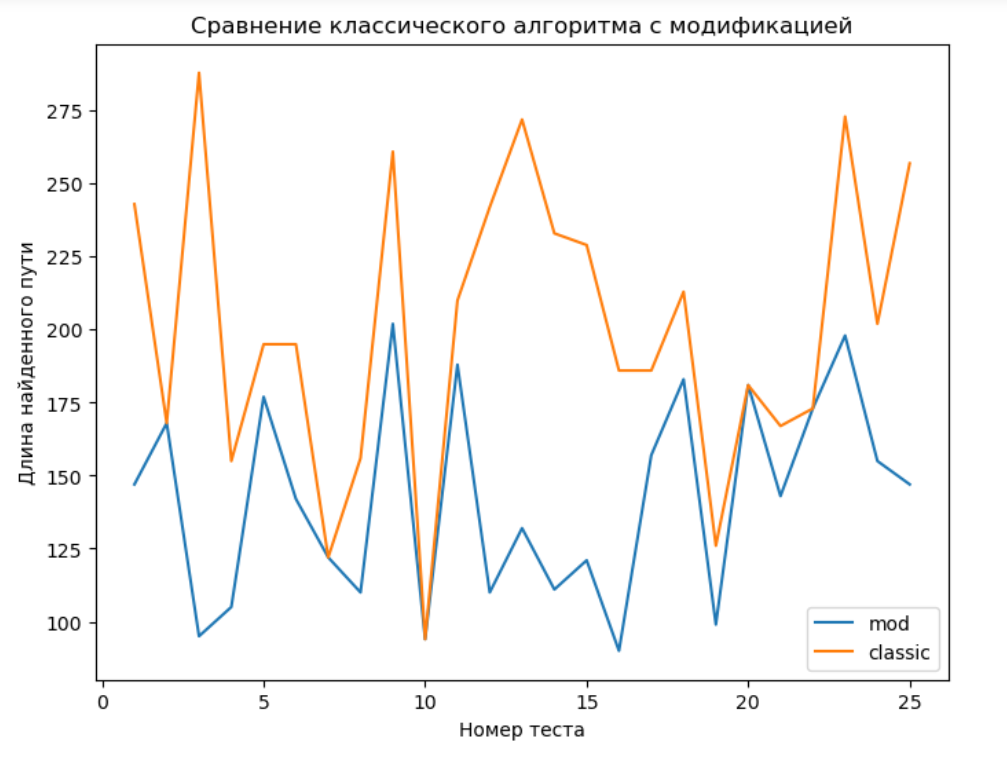 Сравнение классического алгоритма с модификацией
275
250
225
200
175
150
125
100
Длина найденного пути
0 5 10 15 20 25
Номер теста
mod
classic